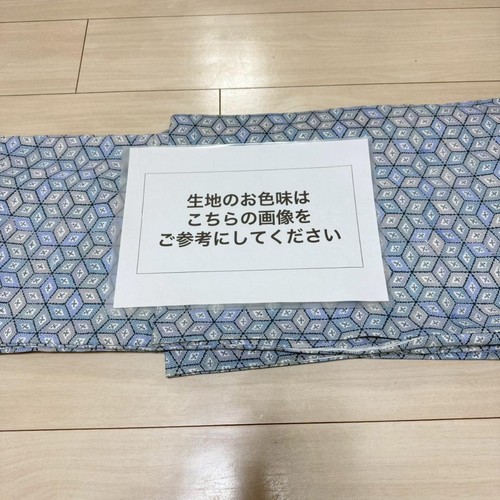 生地のお色味は
こちらの画像を
ご参考にしてください